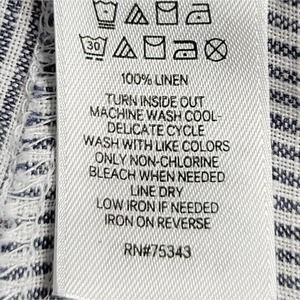 30
100% LINEN
TURN INSIDE OUT
MACHINE WASH COOL-
DELICATE CYCLE
WASH WITH LIKE COLORS
ONLY NON-CHLORINE
BLEACH WHEN NEEDED
LINE DRY
LOW IRON IF NEEDED
IRON ON REVERSE
RN#75343